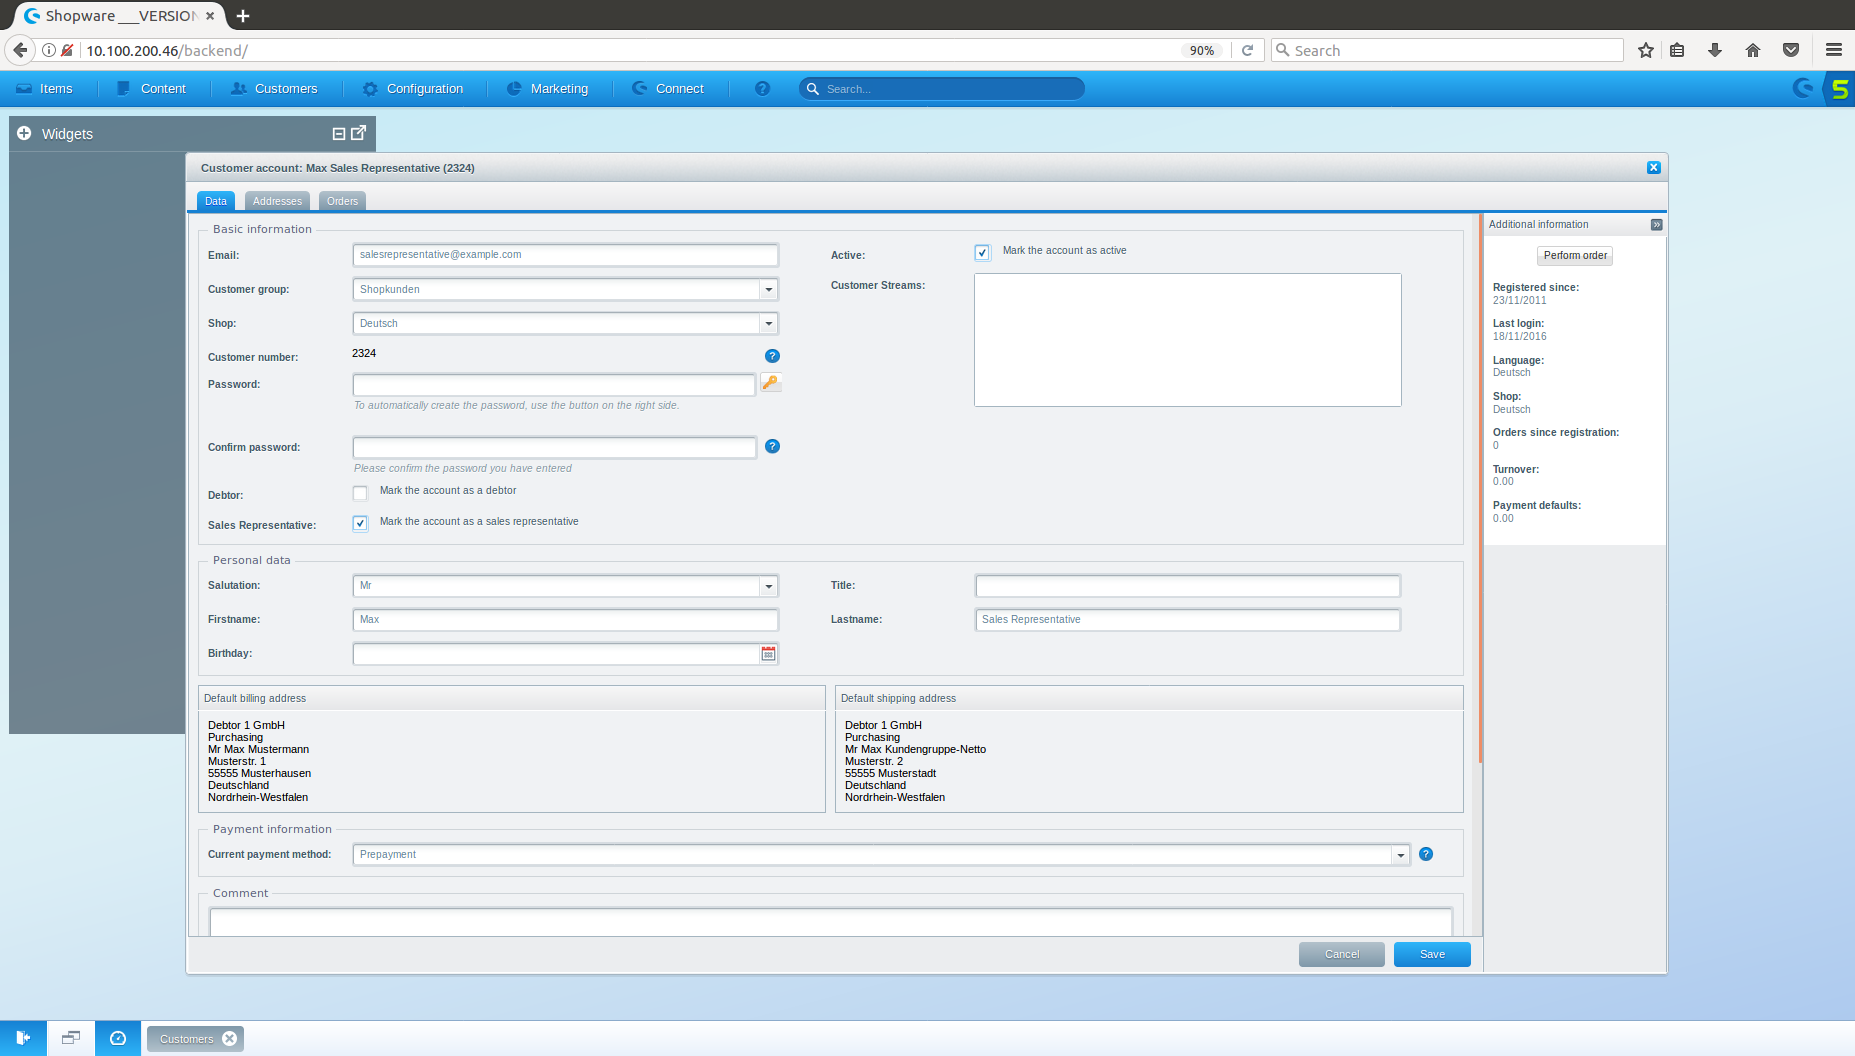 Shopware ___VERSION
10.100.200.46/backend/
90%
Search
Items
Content
Customers
Configuration
Marketing
Connect
Search...
Widgets
Customer account: Max Sales Representative (2324)
Data
Addresses
Orders
Basic information
Email:
salesrepresentative@example.com
Customer group:
Shopkunden
Shop:
Deutsch
Customer number:
2324
Password:
To automatically create the password, use the button on the right side.
Confirm password:
Please confirm the password you have entered
Debtor:
Mark the account as a debtor
Sales Representative:
Mark the account as a sales representative
Active:
Mark the account as active
Customer Streams:
Personal data
Salutation:
Mr
Title:
Firstname:
Max
Lastname:
Sales Representative
Birthday:
Default billing address
Debtor 1 GmbH
Purchasing
Mr Max Mustermann
Musterstr. 1
55555 Musterhausen
Deutschland
Nordrhein-Westfalen
Default shipping address
Debtor 1 GmbH
Purchasing
Mr Max Kundengruppe-Netto
Musterstr. 2
55555 Musterstadt
Deutschland
Nordrhein-Westfalen
Payment information
Current payment method:
Prepayment
Comment
Cancel
Save
Additional information
Perform order
Registered since:
23/11/2011
Last login:
18/11/2016
Language:
Deutsch
Shop:
Deutsch
Orders since registration:
0
Turnover:
0.00
Payment defaults:
0.00
Customers